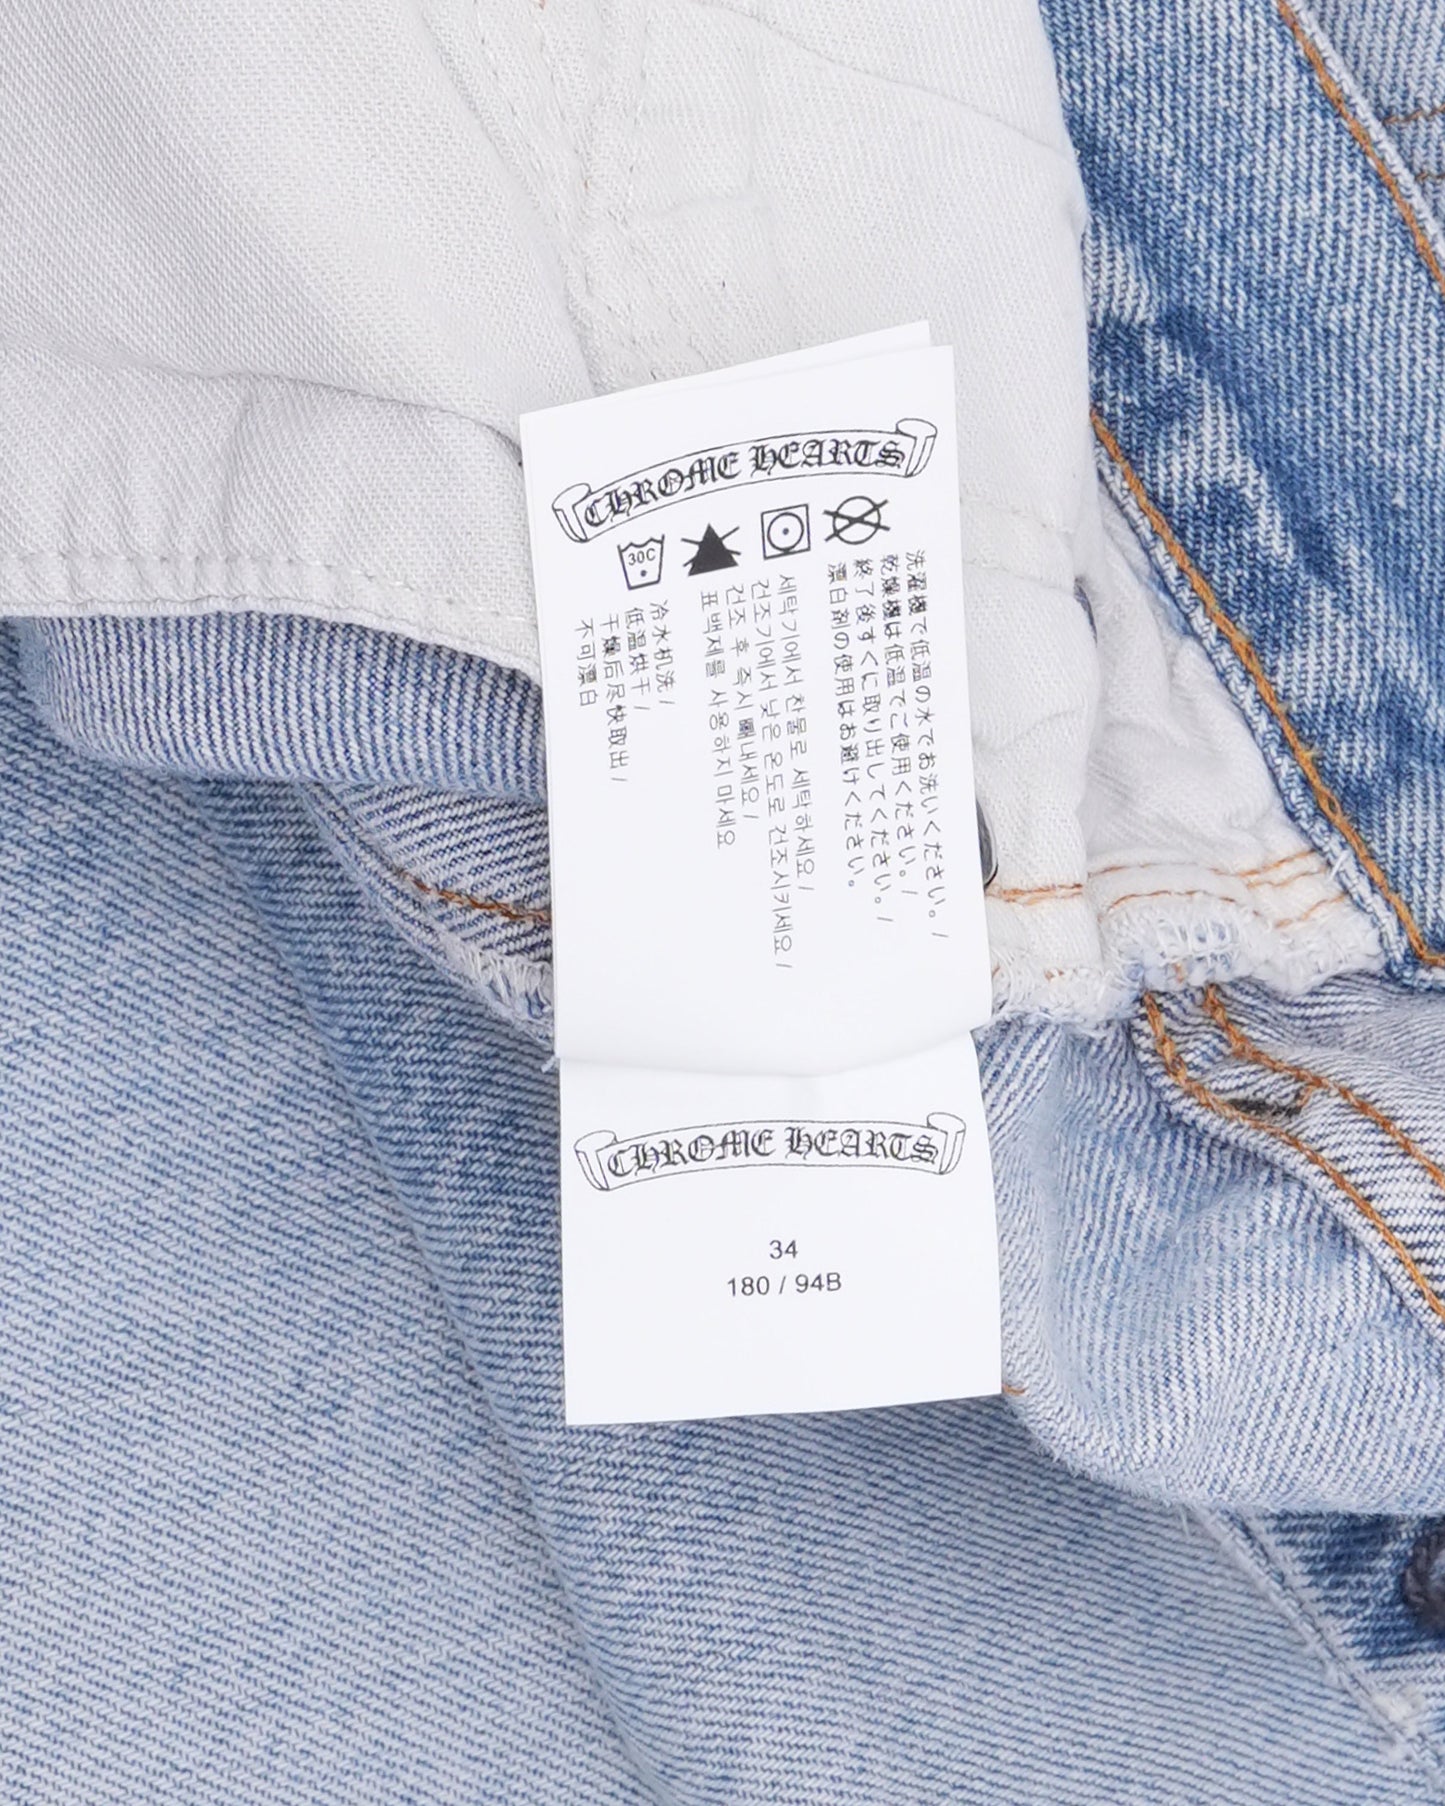 CHROME HEARTS
30C
洗濯機で低温の水でお洗いください。/
乾燥機は低温でご使用ください。/
終了後すぐに取り出してください。/
漂白剤の使用はお避けください。
세탁기에서 찬물로 세탁하세요 /
건조기에서 낮은 온도로 건조시키세요 /
건조 후 즉시 빼내세요 /
표백제를 사용하지 마세요
冷水机洗 /
低温烘干 /
干燥后尽快取出 /
不可漂白
CHROME HEARTS
34
180 / 94B